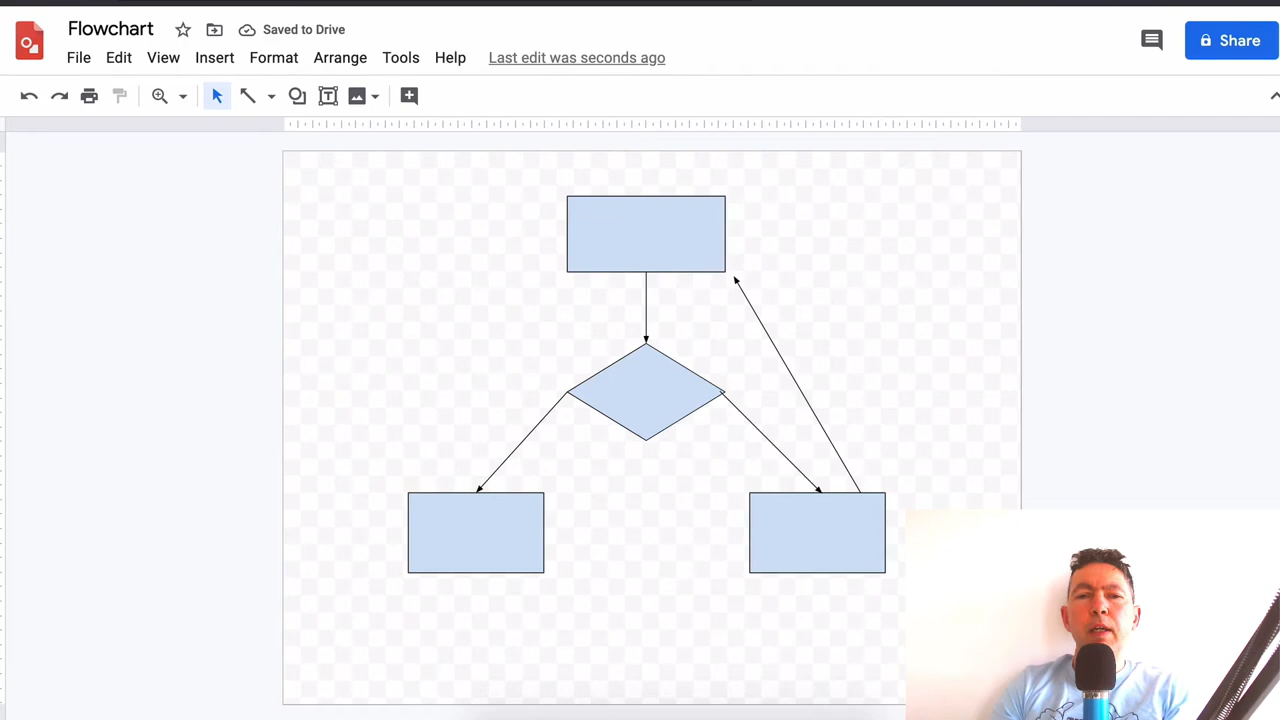 Flowchart
Saved to Drive
File Edit View Insert Format Arrange Tools Help Last edit was seconds ago
Share